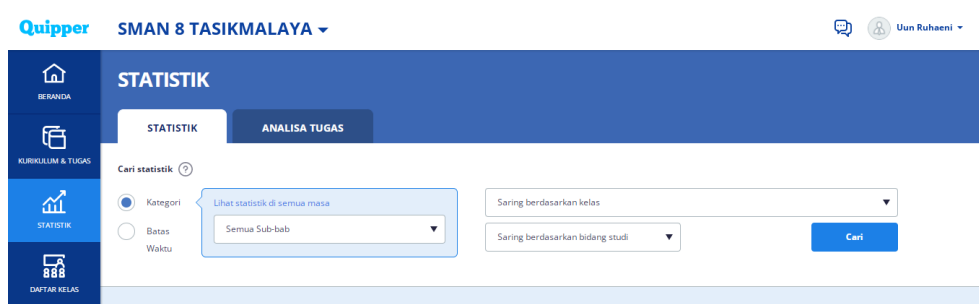 Quipper
SMAN 8 TASIKMALAYA
Uun Ruhaeni
BERANDA
KURIKULUM & TUGAS
STATISTIK
DAFTAR KELAS
STATISTIK
STATISTIK
ANALISA TUGAS
Cari statistik ?
Kategori
Batas
Waktu
Lihat statistik di semua masa
Semua Sub-bab
Saring berdasarkan kelas
Saring berdasarkan bidang studi
Cari